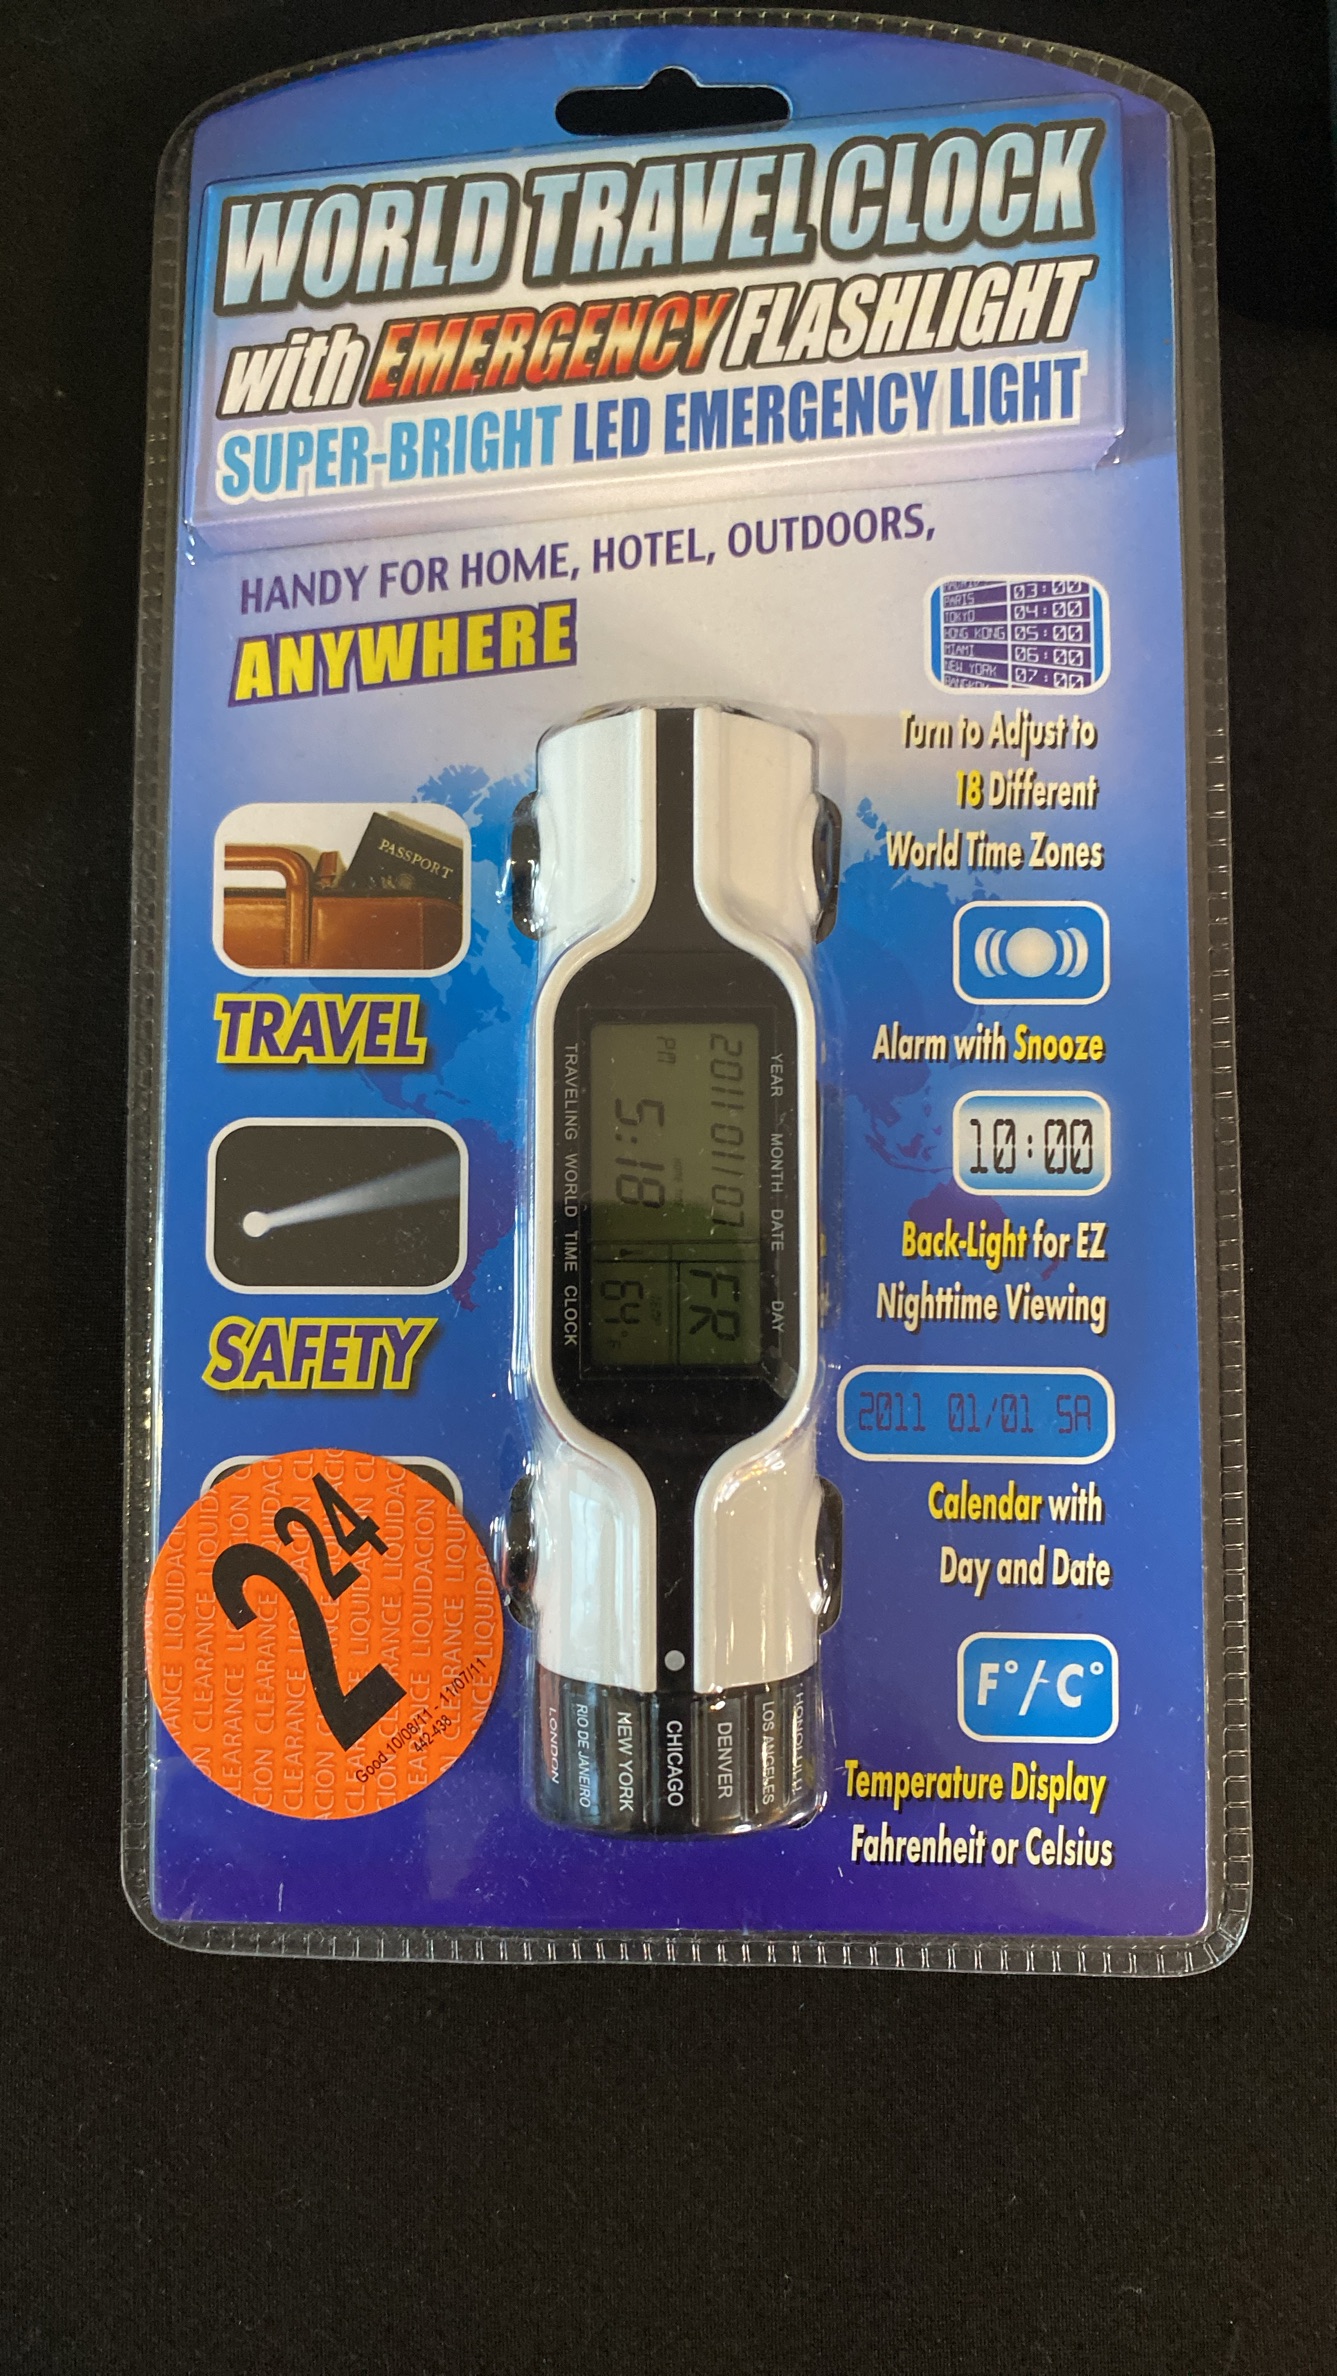 WORLD TRAVEL CLOCK
with EMERGENCY FLASHLIGHT
SUPER-BRIGHT LED EMERGENCY LIGHT
HANDY FOR HOME, HOTEL, OUTDOORS,
ANYWHERE
PARIS 03:00
TOKYO 04:00
HONG KONG 05:00
MIAMI 06:00
NEW YORK 07:00
Turn to Adjust to
18 Different
World Time Zones
PASSPORT
TRAVEL
Alarm with Snooze
10:00
SAFETY
Back-Light for EZ
Nighttime Viewing
YEAR MONTH DATE DAY
2011 01 07 FR
PM 5:18 64°F
TRAVELING WORLD TIME CLOCK
2011 01/01 SA
Calendar with
Day and Date
F°/C°
Temperature Display
Fahrenheit or Celsius
CLEARANCE LIQUIDACION
2 24
Good 10/08/11 - 11/07/11
442-438
LONDON
RIO DE JANEIRO
NEW YORK
CHICAGO
DENVER
LOS ANGELES
HONOLULU